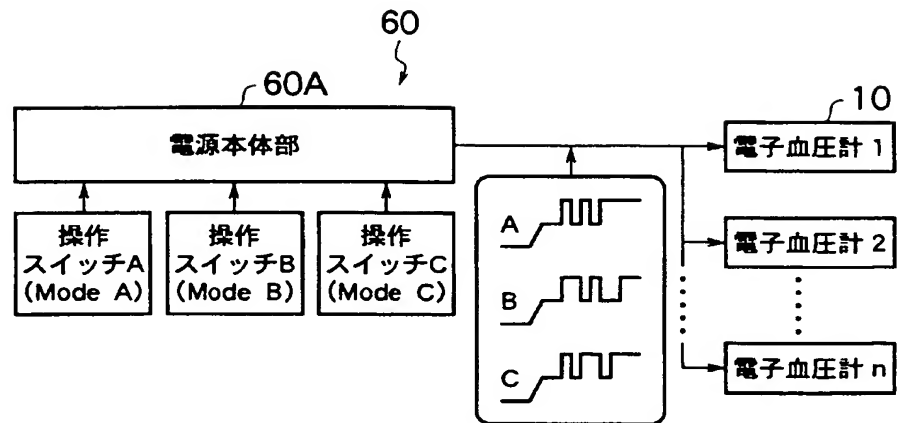 60
60A
10
電源本体部
電子血圧計1
操作
スイッチA
(Mode A)
操作
スイッチB
(Mode B)
操作
スイッチC
(Mode C)
A
B
C
電子血圧計2
電子血圧計n